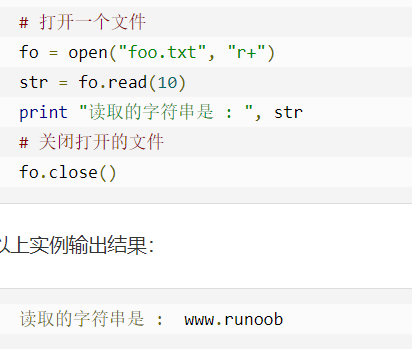 # 打开一个文件
fo = open("foo.txt", "r+")
str = fo.read(10)
print "读取的字符串是 : ", str
# 关闭打开的文件
fo.close()
以上实例输出结果：
读取的字符串是 :  www.runoob